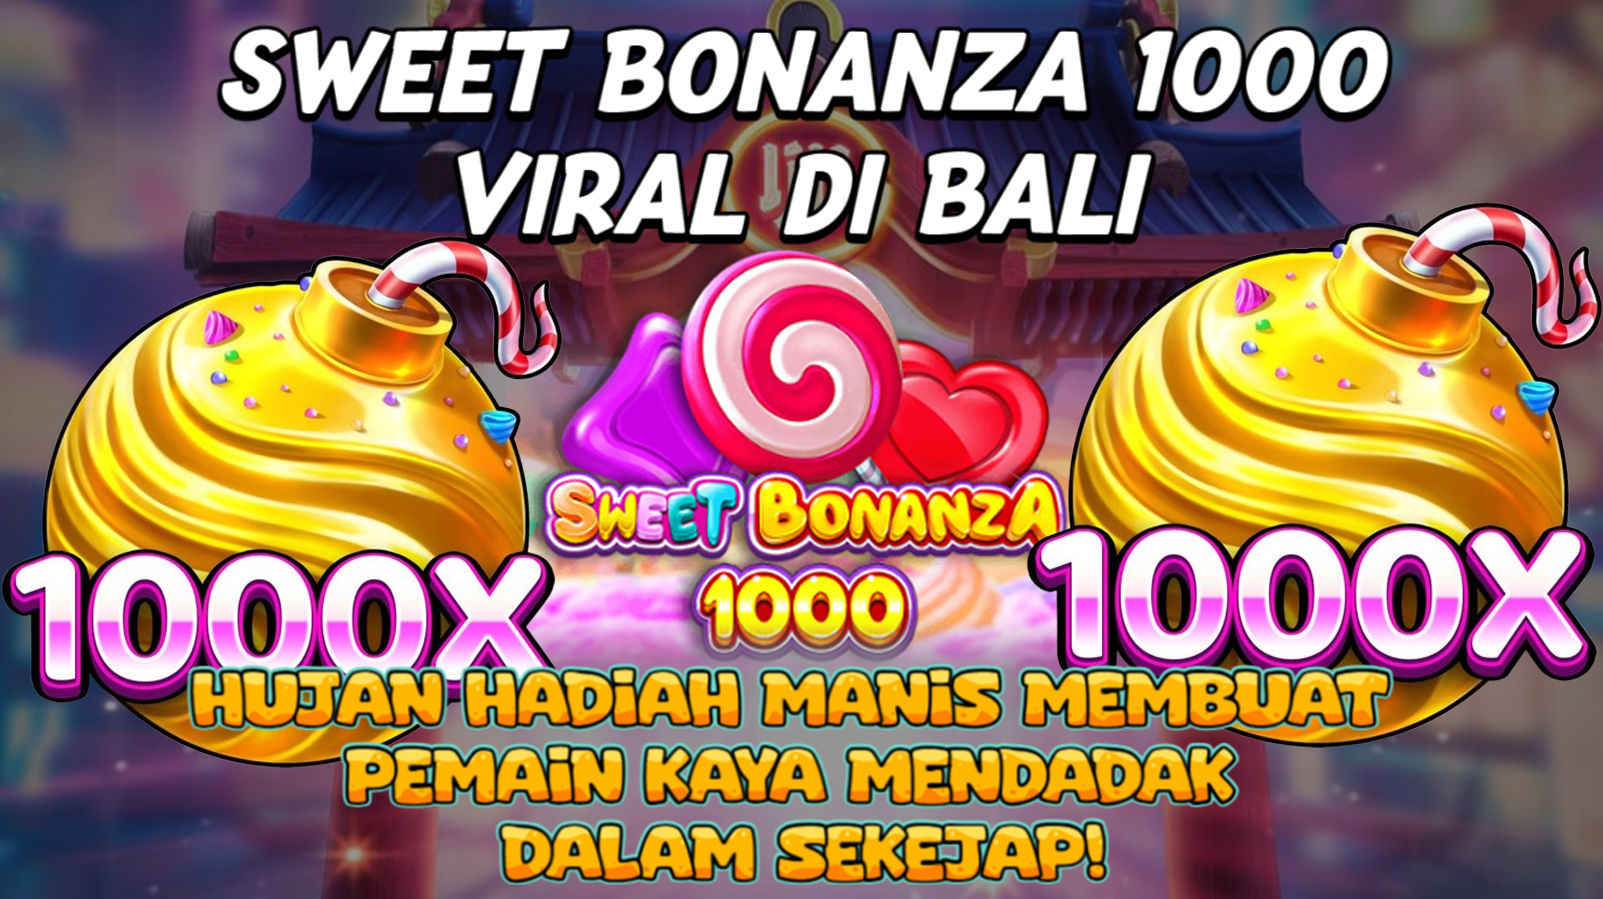 SWEET BONANZA 1000
VIRAL DI BALI
SWEET BONANZA
1000
1000X
1000X
HUJAN HADiAH MANiS MEMBUAT
PEMAiN KAYA MENDADAK
DALAM SEKEJAP!